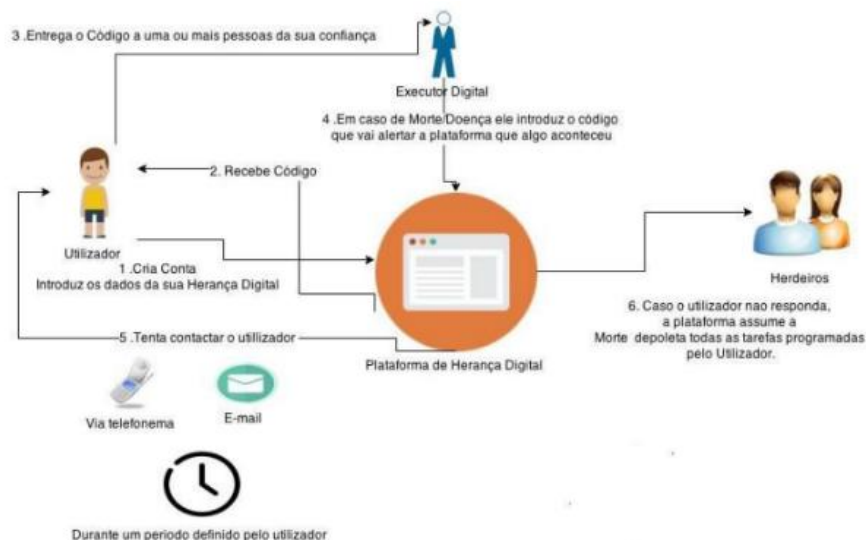 3 .Entrega o Código a uma ou mais pessoas da sua confiança
Executor Digital
4 .Em caso de Morte/Doença ele introduz o código
que vai alertar a plataforma que algo aconteceu
2. Recebe Código
Utilizador
1 .Cria Conta
Introduz os dados da sua Herança Digital
Herdeiros
6. Caso o utilizador nao responda,
a plataforma assume a
Morte depoleta todas as tarefas programadas
pelo Utilizador.
5 .Tenta contactar o utillizador
Plataforma de Herança Digital
Via telefonema
E-mail
Durante um periodo definido pelo utilizador